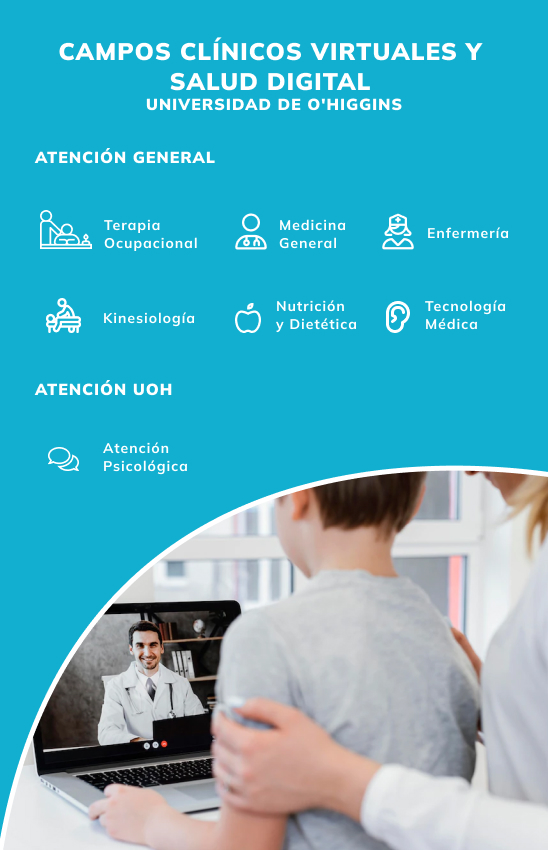 CAMPOS CLÍNICOS VIRTUALES Y
SALUD DIGITAL
UNIVERSIDAD DE O'HIGGINS
ATENCIÓN GENERAL
Terapia
Ocupacional
Medicina
General
Enfermería
Kinesiología
Nutrición
y Dietética
Tecnología
Médica
ATENCIÓN UOH
Atención
Psicológica